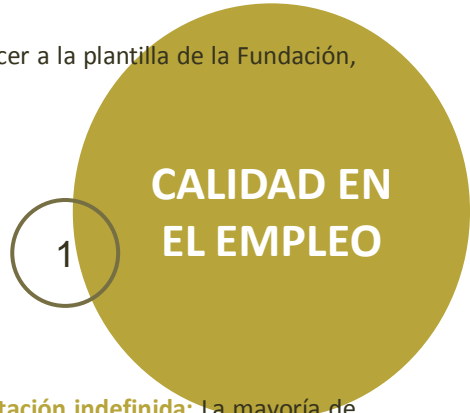 cer a la plantilla de la Fundación,
CALIDAD EN
EL EMPLEO
1
tación indefinida: La mayoría de